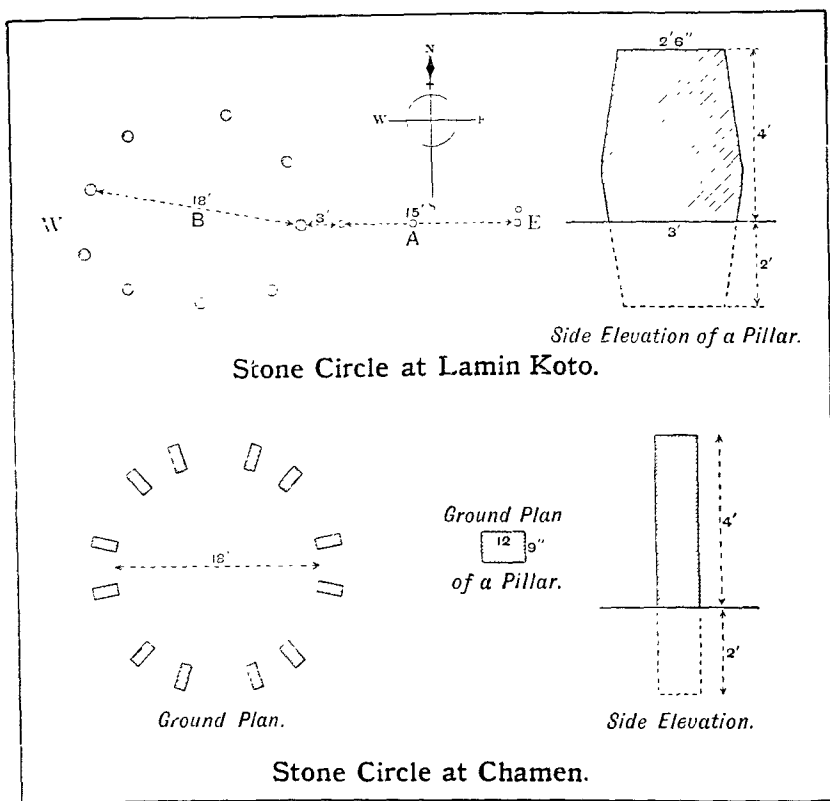 N
W
2'6"
4'
18'
B
3'
15'
A
W
E
3'
2'
Side Elevation of a Pillar.
Stone Circle at Lamin Koto.
18'
Ground Plan
12
9"
of a Pillar.
4'
2'
Ground Plan.
Side Elevation.
Stone Circle at Chamen.